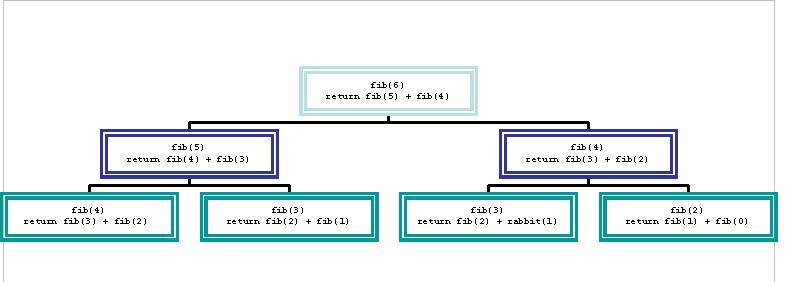 fib(6)
return fib(5) + fib(4)
fib(5)
return fib(4) + fib(3)
fib(4)
return fib(3) + fib(2)
fib(4)
return fib(3) + fib(2)
fib(3)
return fib(2) + fib(1)
fib(3)
return fib(2) + rabbit(1)
fib(2)
return fib(1) + fib(0)